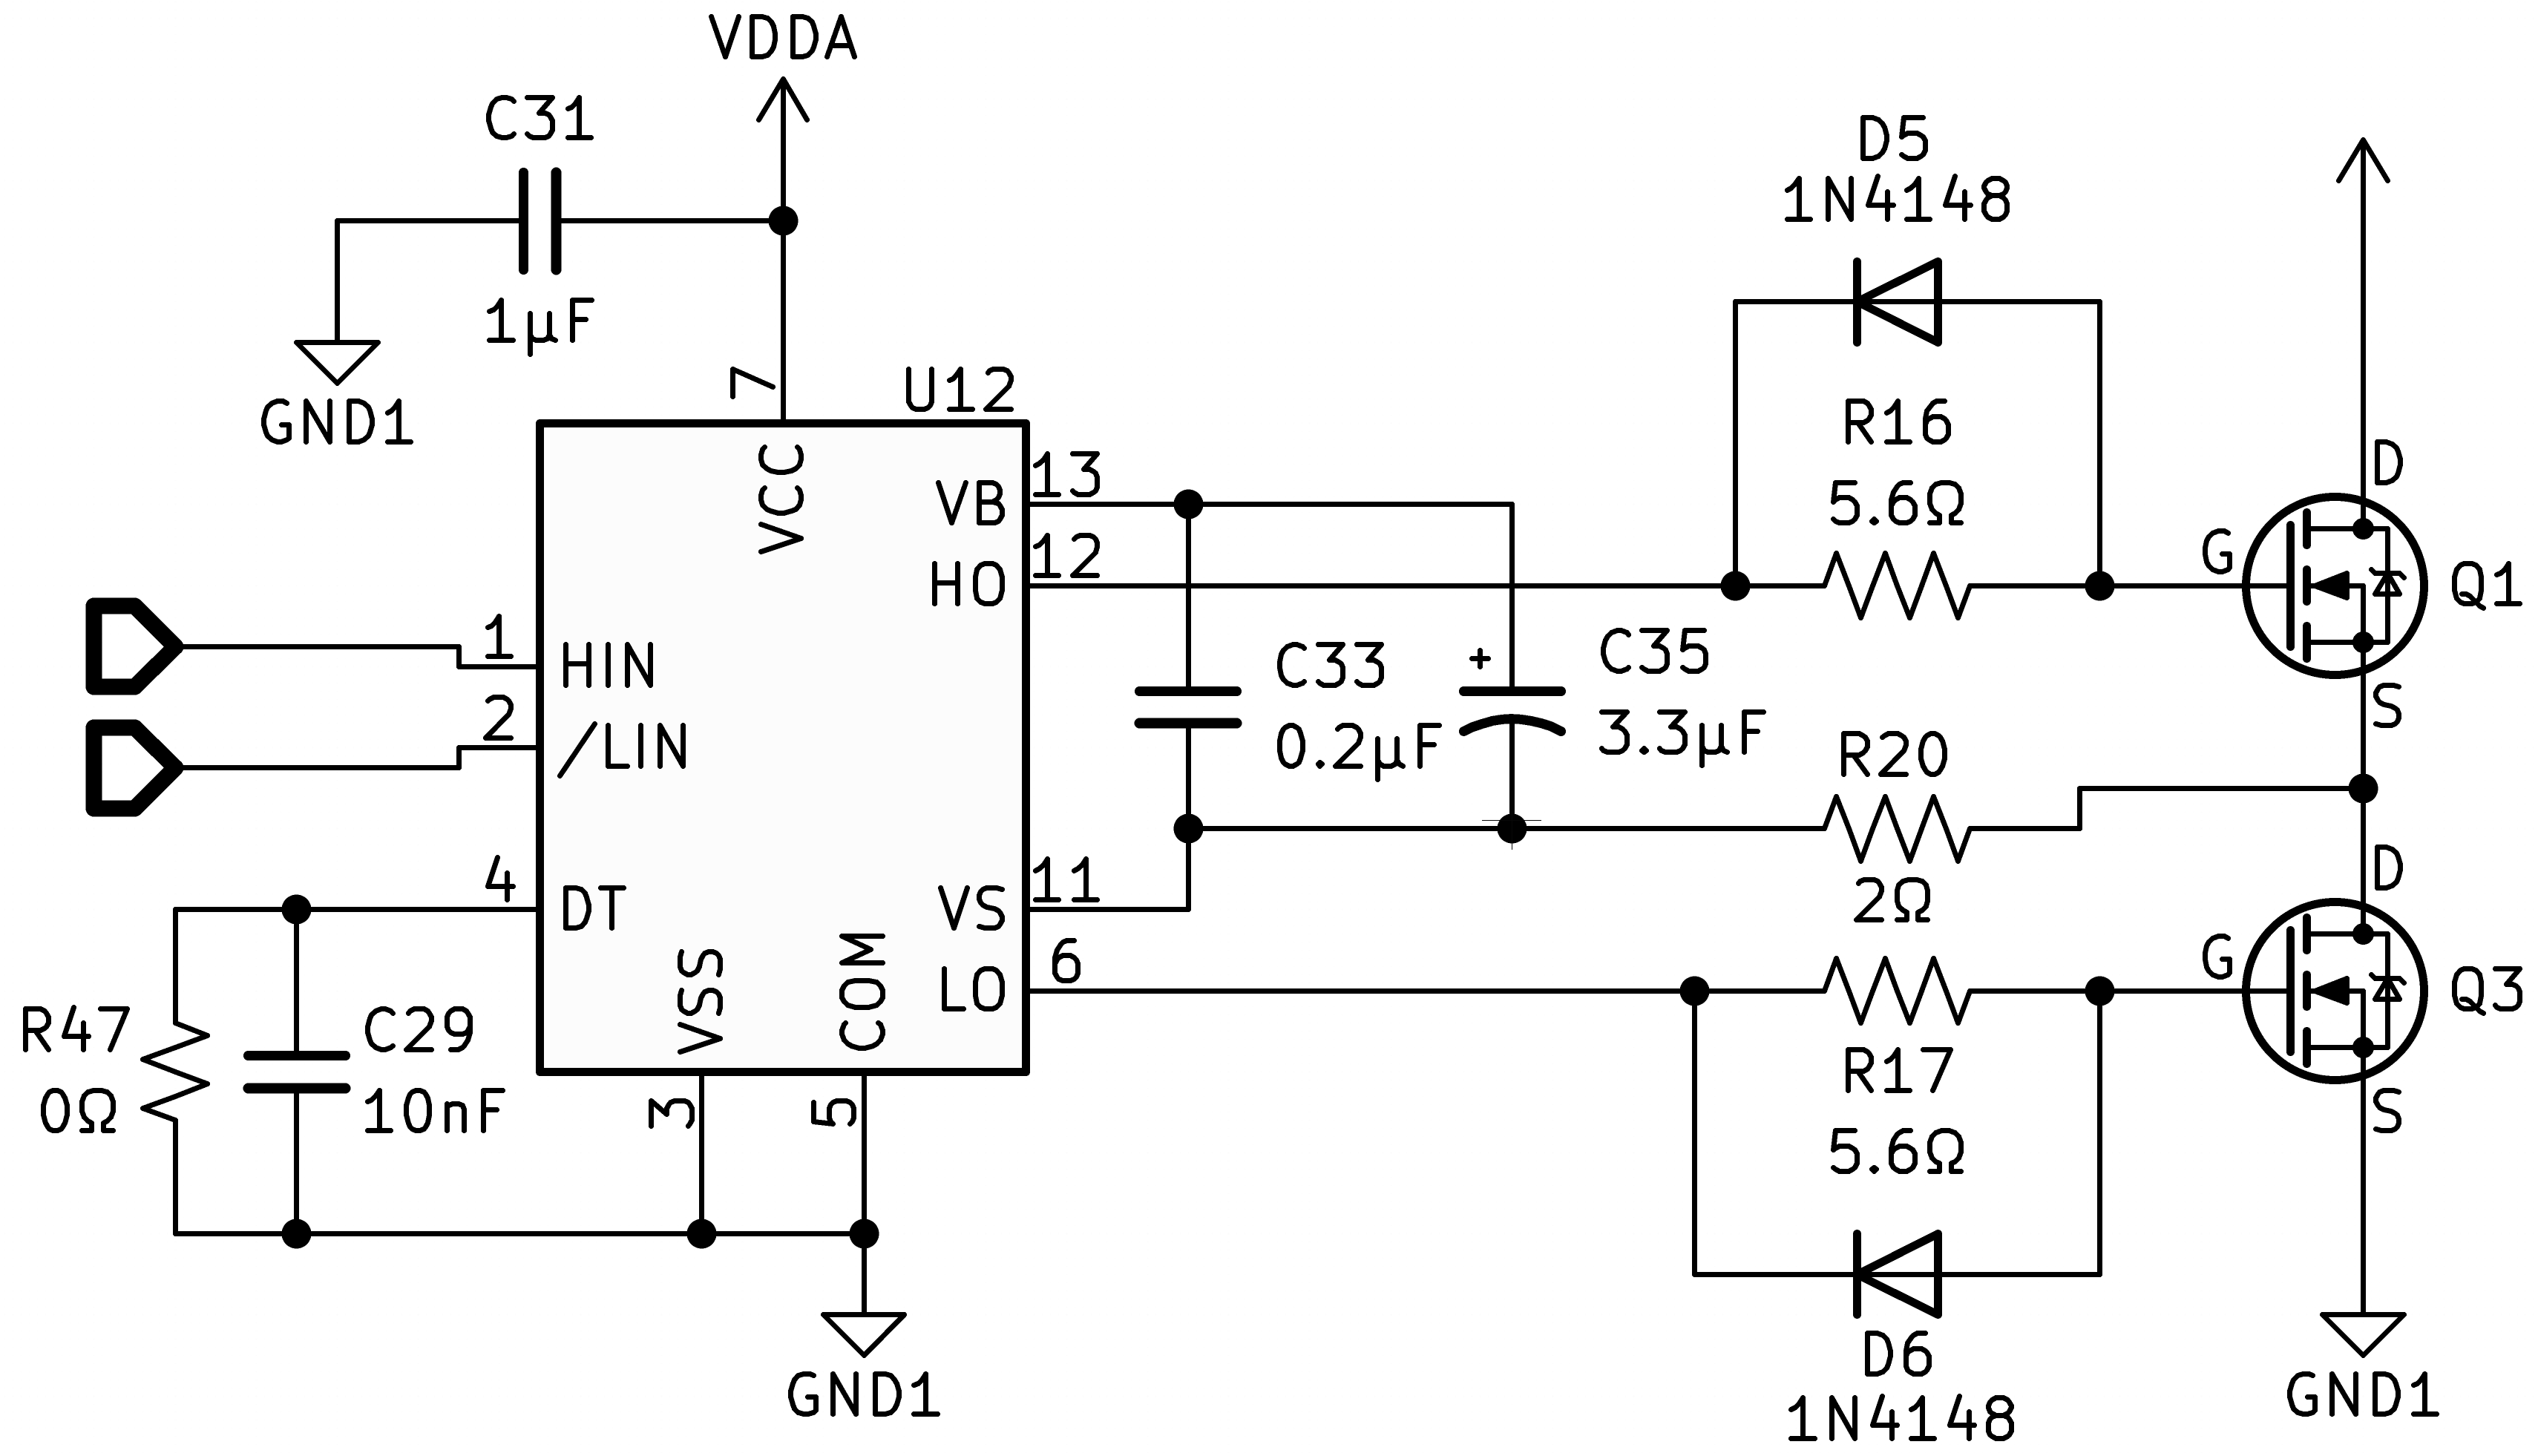 VDDA
C31
1µF
GND1
7
U12
VCC
D5
1N4148
R16
5.6Ω
13
VB
12
HO
D
G
Q1
S
1
HIN
2
/LIN
C33
0.2µF
+
C35
3.3µF
R20
2Ω
4
DT
11
VS
6
LO
VSS
COM
D
G
Q3
S
R47
0Ω
C29
10nF
3
5
R17
5.6Ω
D6
1N4148
GND1
GND1